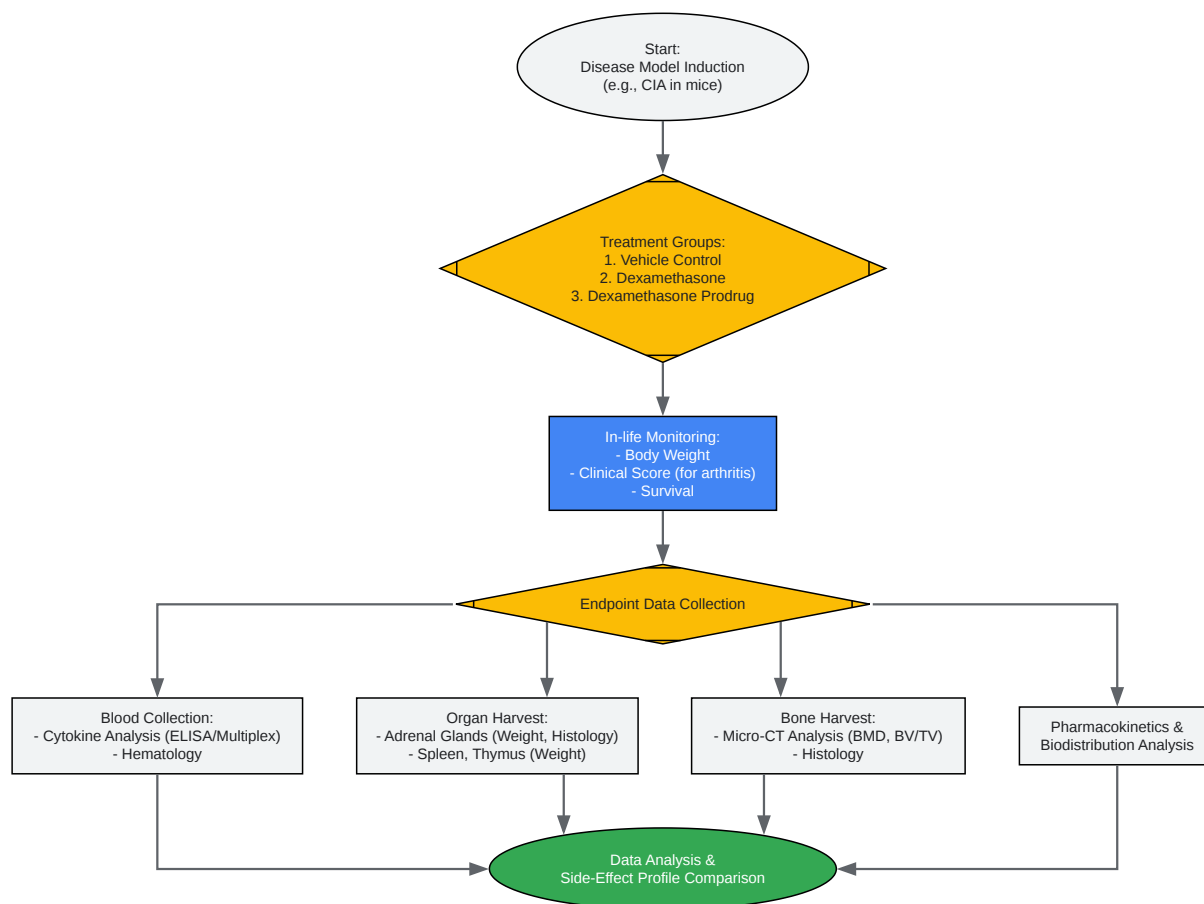 Start:
Disease Model Induction
(e.g., CIA in mice)
Treatment Groups:
1. Vehicle Control
2. Dexamethasone
3. Dexamethasone Prodrug
In-life Monitoring:
- Body Weight
- Clinical Score (for arthritis)
- Survival
Endpoint Data Collection
Blood Collection:
- Cytokine Analysis (ELISA/Multiplex)
- Hematology
Organ Harvest:
- Adrenal Glands (Weight, Histology)
- Spleen, Thymus (Weight)
Bone Harvest:
- Micro-CT Analysis (BMD, BV/TV)
- Histology
Pharmacokinetics &
Biodistribution Analysis
Data Analysis &
Side-Effect Profile Comparison